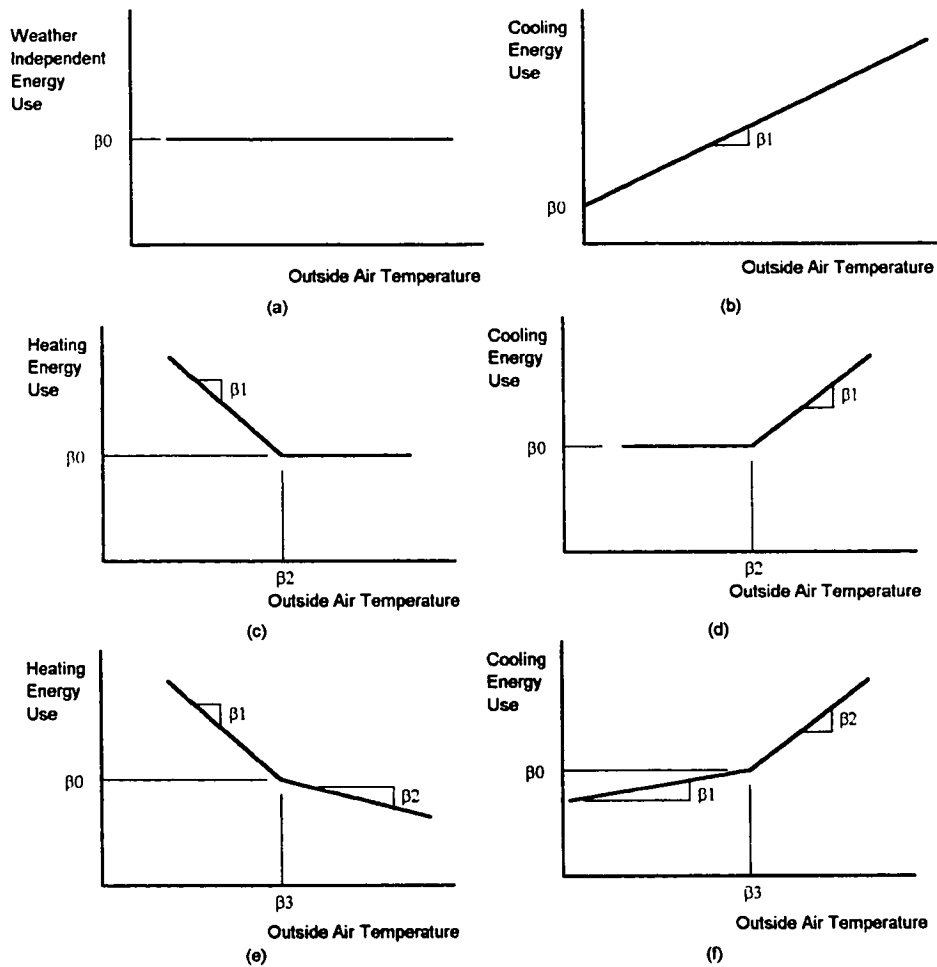 Weather
Independent
Energy
Use
β0
Outside Air Temperature
(a)
Cooling
Energy
Use
β1
β0
Outside Air Temperature
(b)
Heating
Energy
Use
β1
β0
β2
Outside Air Temperature
(c)
Cooling
Energy
Use
β1
β0
β2
Outside Air Temperature
(d)
Heating
Energy
Use
β1
β0
β2
β3
Outside Air Temperature
(e)
Cooling
Energy
Use
β2
β0
β1
β3
Outside Air Temperature
(f)